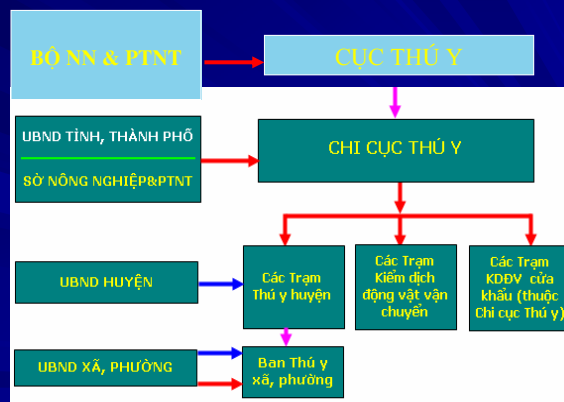 BỘ NN & PTNT
CỤC THÚ Y
UBND TỈNH, THÀNH PHỐ
SỞ NÔNG NGHIỆP&PTNT
CHI CỤC THÚ Y
UBND HUYỆN
Các Trạm
Thú y huyện
Các Trạm
Kiểm dịch
động vật vận
chuyển
Các Trạm
KDĐV cửa
khẩu (thuộc
Chi cục Thú y)
UBND XÃ, PHƯỜNG
Ban Thú y
xã, phường